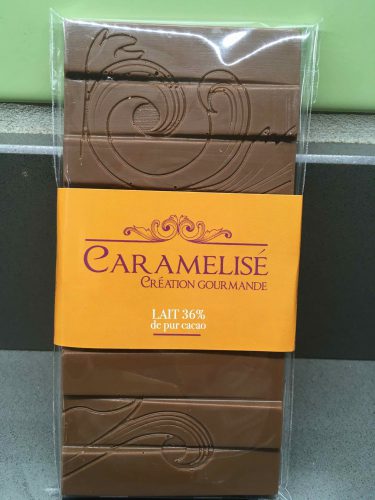 CARAMELISÉ
CRÉATION GOURMANDE
LAIT 36%
de pur cacao